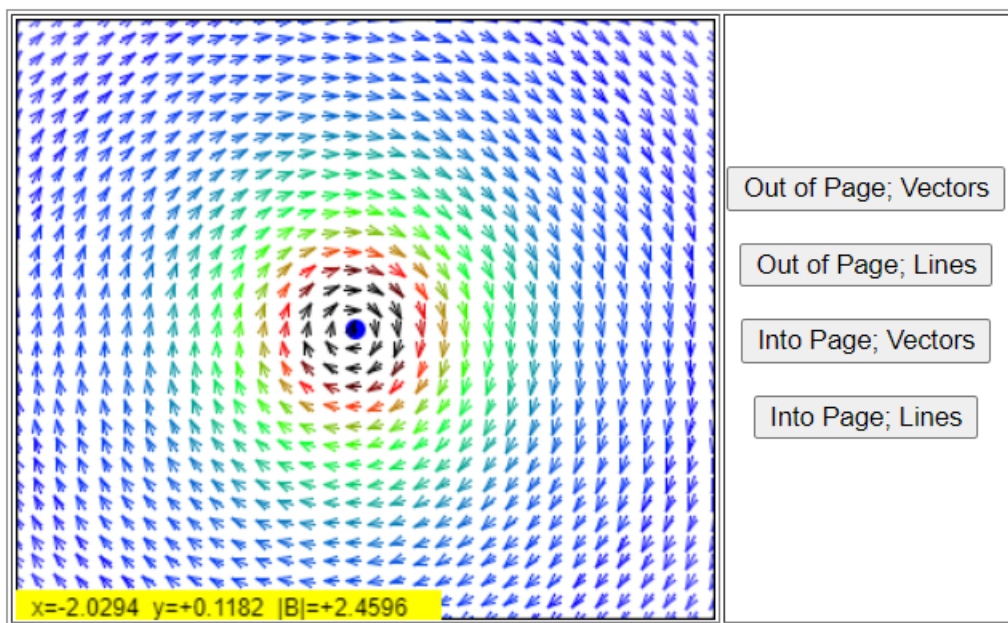 Out of Page; Vectors
Out of Page; Lines
Into Page; Vectors
Into Page; Lines
x=-2.0294 y=+0.1182 |B|=+2.4596